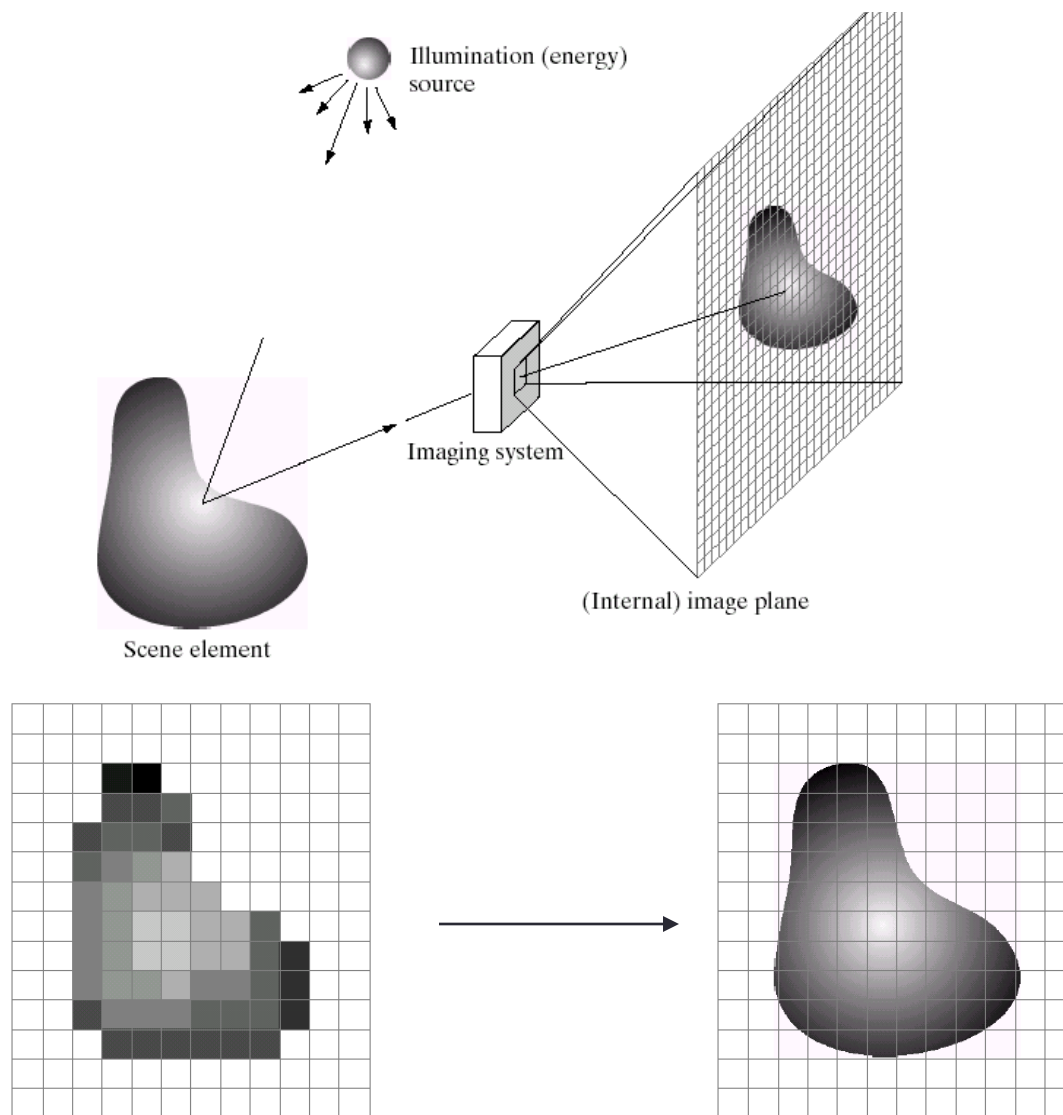 Illumination (energy)
source
Imaging system
(Internal) image plane
Scene element